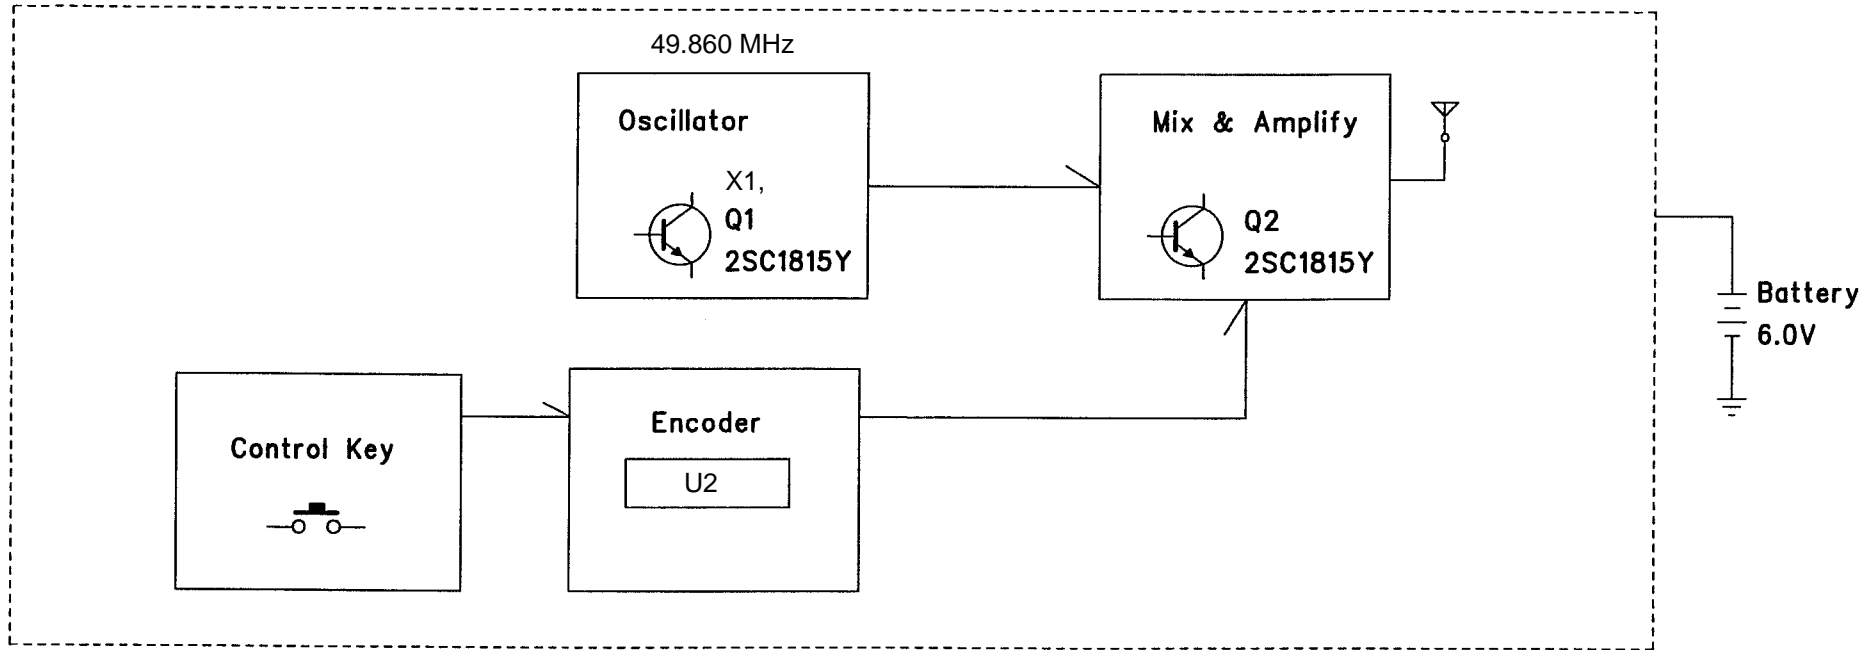 49.860 MHz
Oscillator
X1,
Q1
2SC1815Y
Mix & Amplify
Q2
2SC1815Y
Battery
6.0V
Control Key
Encoder
U2